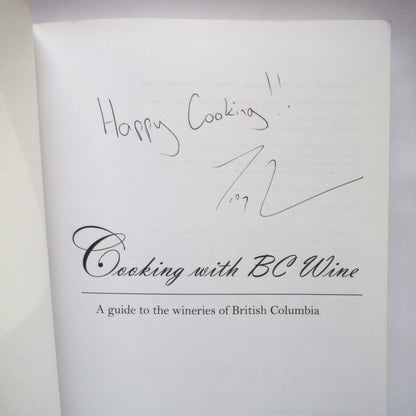 Happy Cooking!!
Cooking with BC Wine
A guide to the wineries of British Columbia